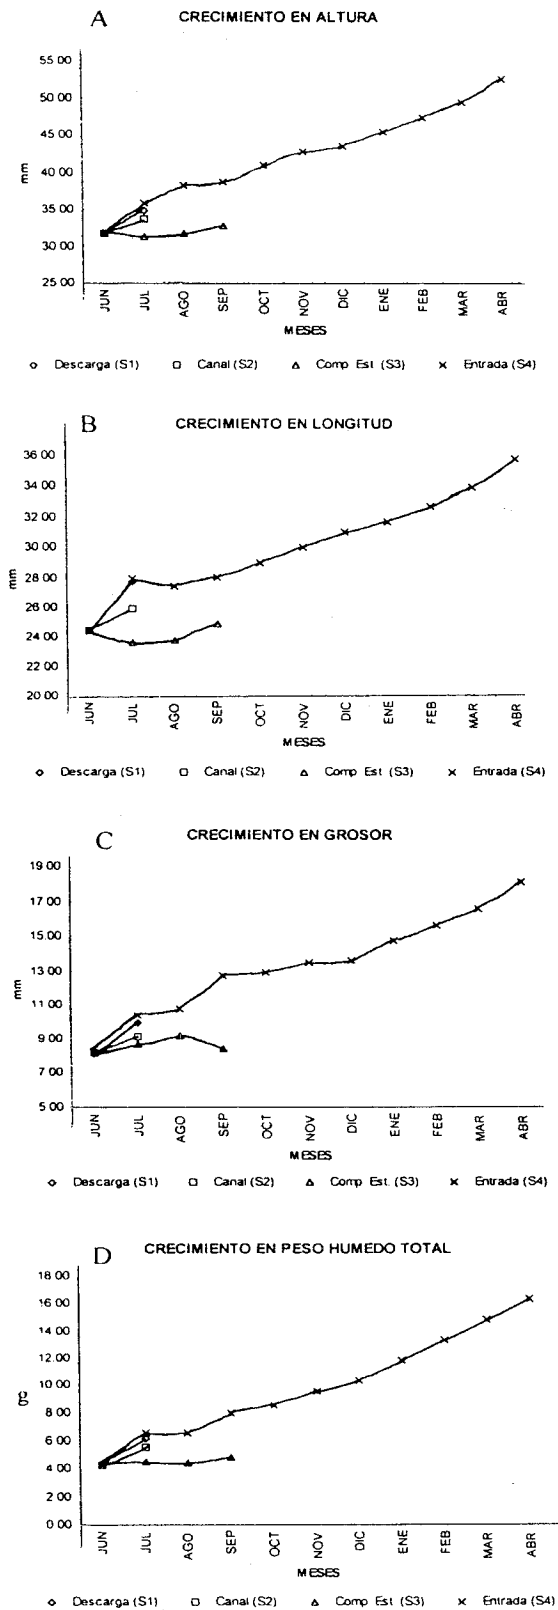 A CRECIMIENTO EN ALTURA
55 00
50 00
45 00
40 00
35 00
30 00
25 00
mm
JUN JUL AGO SEP OCT NOV DIC ENE FEB MAR ABR
MESES
Descarga (S1) Canal (S2) Comp Est (S3) Entrada (S4)
B CRECIMIENTO EN LONGITUD
36 00
34 00
32 00
30 00
28 00
26 00
24 00
22 00
20 00
mm
JUN JUL AGO SEP OCT NOV DIC ENE FEB MAR ABR
MESES
Descarga (S1) Canal (S2) Comp Est (S3) Entrada (S4)
C CRECIMIENTO EN GROSOR
19 00
17 00
15 00
13 00
11 00
9 00
7 00
5 00
mm
JUN JUL AGO SEP OCT NOV DIC ENE FEB MAR ABR
MESES
Descarga (S1) Canal (S2) Comp Est. (S3) Entrada (S4)
D CRECIMIENTO EN PESO HUMEDO TOTAL
18 00
16 00
14 00
12 00
10 00
8 00
6 00
4 00
2 00
0 00
JUN JUL AGO SEP OCT NOV DIC ENE FEB MAR ABR
MESES
Descarga (S1) Canal (S2) Comp Est (S3) Entrada (S4)